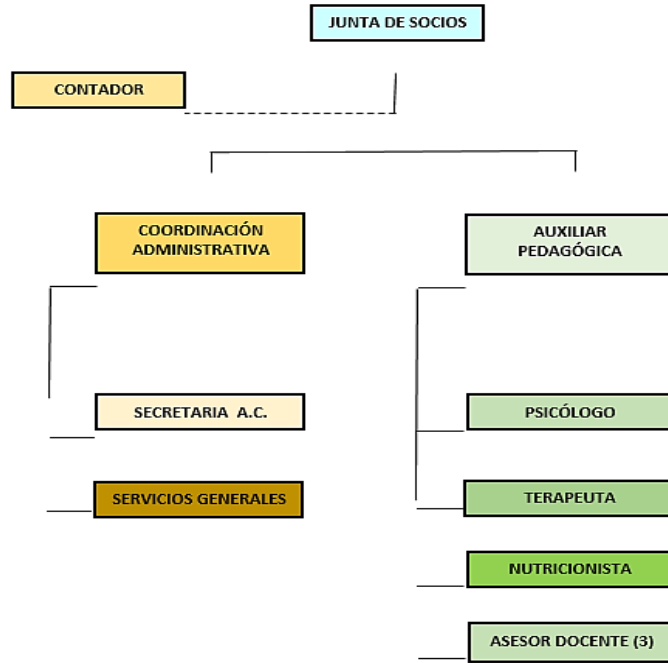 JUNTA DE SOCIOS
CONTADOR
COORDINACIÓN
ADMINISTRATIVA
AUXILIAR
PEDAGÓGICA
SECRETARIA A.C.
PSICÓLOGO
SERVICIOS GENERALES
TERAPEUTA
NUTRICIONISTA
ASESOR DOCENTE (3)